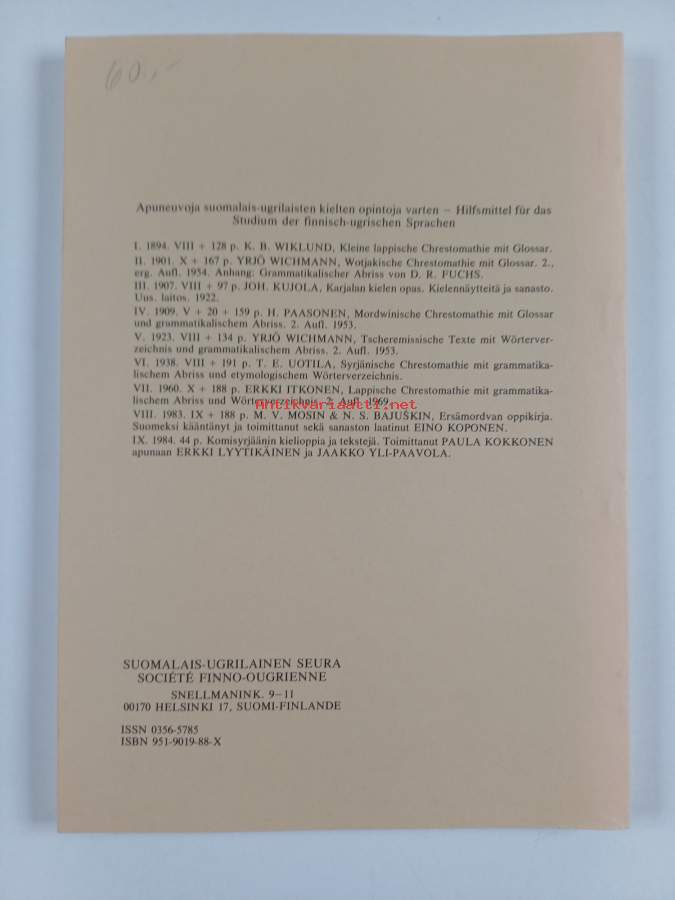 60,-
Apuneuvoja suomalais-ugrilaisten kielten opintoja varten – Hilfsmittel für das
Studium der finnisch-ugrischen Sprachen
I. 1894. VIII + 128 p. K. B. WIKLUND, Kleine lappische Chrestomathie mit Glossar.
II. 1901. X + 167 p. YRJÖ WICHMANN, Wotjakische Chrestomathie mit Glossar. 2.,
erg. Aufl. 1954. Anhang: Grammatikalischer Abriss von D. R. FUCHS.
III. 1907. VIII + 97 p. JOH. KUJOLA, Karjalan kielen opas. Kielennäytteitä ja sanasto.
Uus. laitos. 1922.
IV. 1909. V + 20 + 159 p. H. PAASONEN, Mordwinische Chrestomathie mit Glossar
und grammatikalischem Abriss. 2. Aufl. 1953.
V. 1923. VIII + 134 p. YRJÖ WICHMANN, Tscheremissische Texte mit Wörterver-
zeichnis und grammatikalischem Abriss. 2. Aufl. 1953.
VI. 1938. VIII + 191 p. T. E. UOTILA, Syrjänische Chrestomathie mit grammatika-
lischem Abriss und etymologischem Wörterverzeichnis.
VII. 1960. X + 188 p. ERKKI ITKONEN, Lappische Chrestomathie mit grammatika-
lischem Abriss und Wörterverzeichnis. 2. Aufl. 1969.
Antikvariaatti.net
VIII. 1983. IX + 188 p. M. V. MOSIN & N. S. BAJUŠKIN, Ersämordvan oppikirja.
Suomeksi kääntänyt ja toimittanut sekä sanaston laatinut EINO KOPONEN.
IX. 1984. 44 p. Komisyrjäänin kielioppia ja tekstejä. Toimittanut PAULA KOKKONEN
apunaan ERKKI LYYTIKÄINEN ja JAAKKO YLI-PAAVOLA.
SUOMALAIS-UGRILAINEN SEURA
SOCIÉTÉ FINNO-OUGRIENNE
SNELLMANINK. 9–11
00170 HELSINKI 17, SUOMI-FINLANDE
ISSN 0356-5785
ISBN 951-9019-88-X